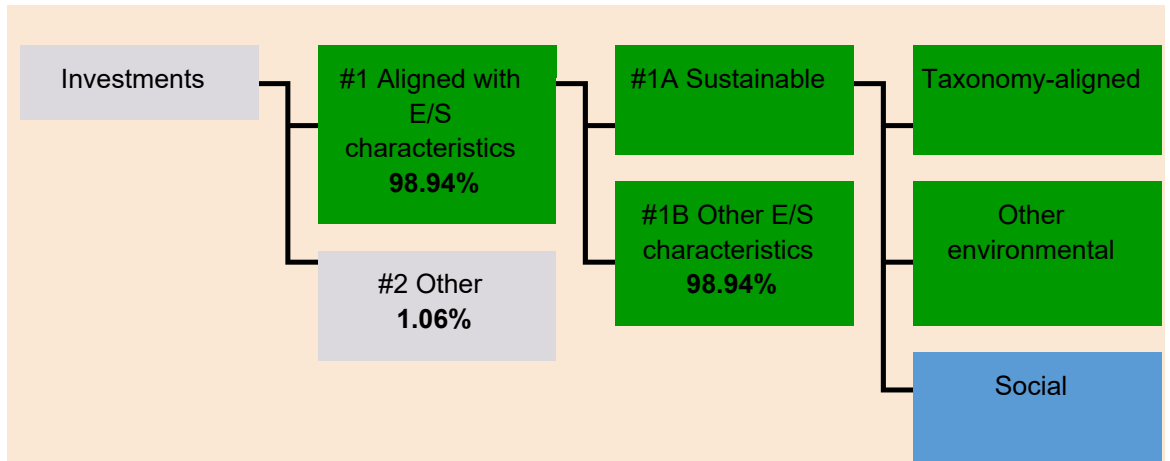 Investments
#1 Aligned with
E/S
characteristics
98.94%
#2 Other
1.06%
#1A Sustainable
#1B Other E/S
characteristics
98.94%
Taxonomy-aligned
Other
environmental
Social